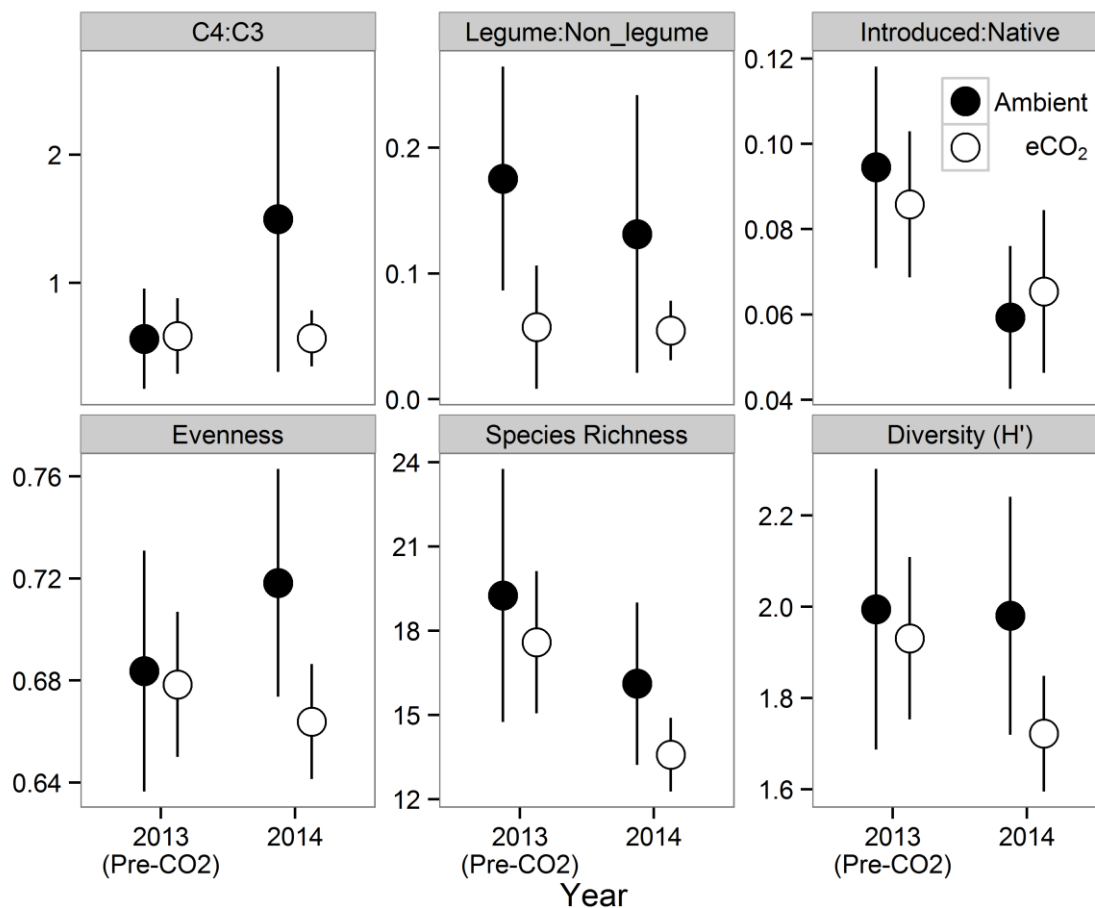 C4:C3
Legume:Non_legume
Introduced:Native
2
1
0.2
0.1
0.0
0.12
0.10
0.08
0.06
0.04
Ambient
eCO₂
Evenness
Species Richness
Diversity (H')
0.76
0.72
0.68
0.64
24
21
18
15
12
2.2
2.0
1.8
1.6
2013
(Pre-CO2)
2014
2013
(Pre-CO2)
2014
2013
(Pre-CO2)
2014
Year